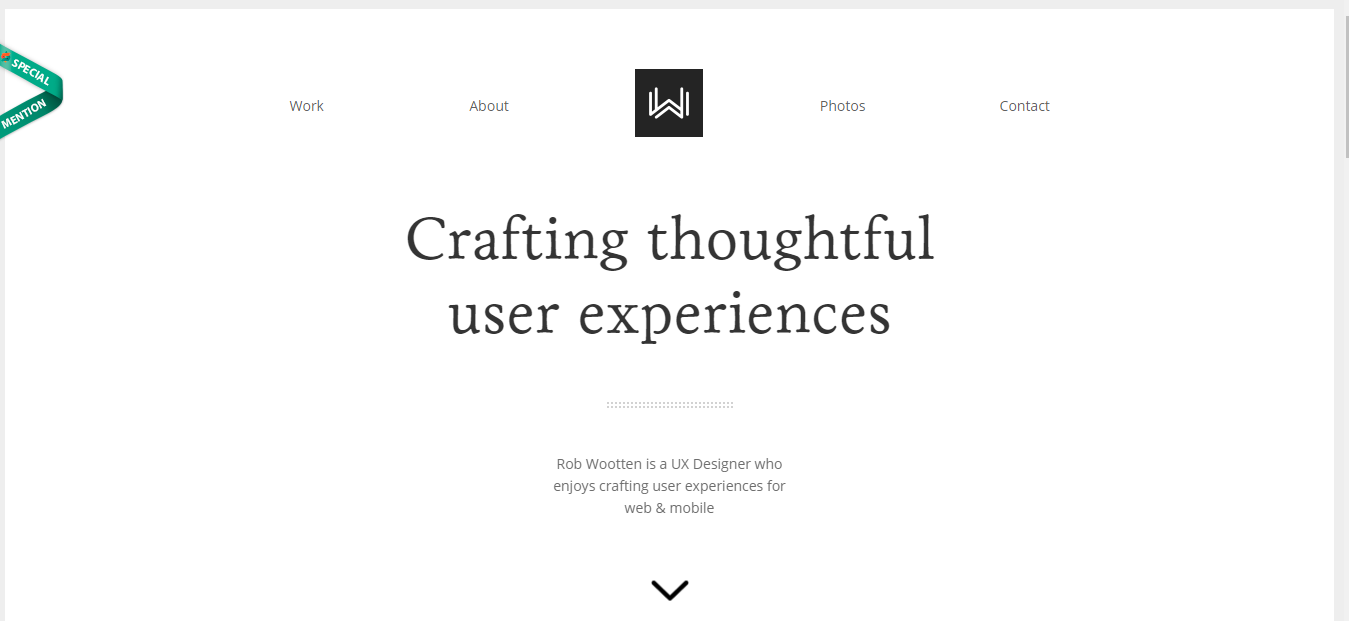 SPECIAL
MENTION
Work
About
Photos
Contact
Crafting thoughtful
user experiences
Rob Wootten is a UX Designer who
enjoys crafting user experiences for
web & mobile